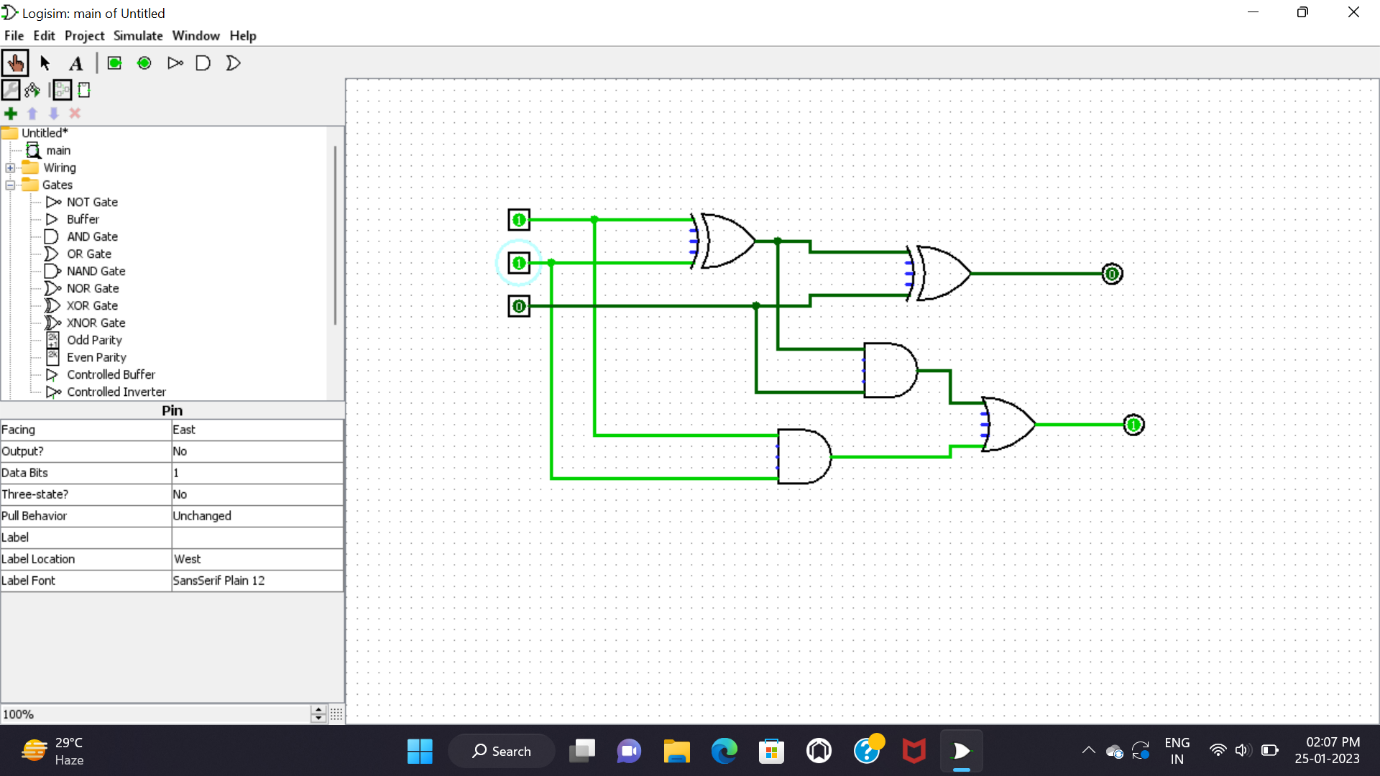 Logisim: main of Untitled
File Edit Project Simulate Window Help
A
Untitled*
main
Wiring
Gates
NOT Gate
Buffer
AND Gate
OR Gate
NAND Gate
NOR Gate
XOR Gate
XNOR Gate
Odd Parity
Even Parity
Controlled Buffer
Controlled Inverter
Pin
Facing East
Output? No
Data Bits 1
Three-state? No
Pull Behavior Unchanged
Label
Label Location West
Label Font SansSerif Plain 12
100%
1
1
0
0
1
29°C
Haze
Search
ENG
IN
02:07 PM
25-01-2023